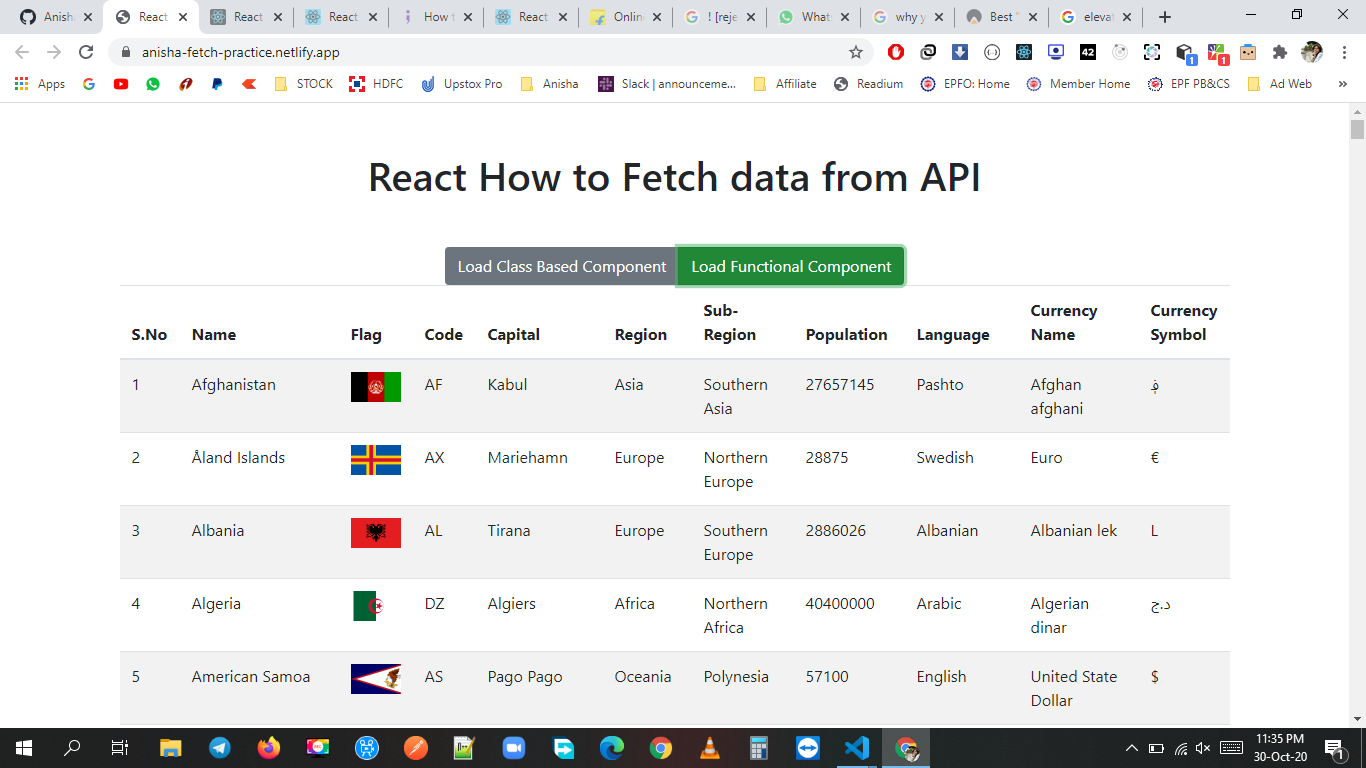 Anisha
React
React
React
How t
React
Online
! [reje
Whats
why y
Best "
elevat
anisha-fetch-practice.netlify.app
42
1
1
Apps
STOCK
HDFC
Upstox Pro
Anisha
Slack | announceme...
Affiliate
Readium
EPFO: Home
Member Home
EPF PB&CS
Ad Web
»
React How to Fetch data from API
Load Class Based Component Load Functional Component
S.No Name Flag Code Capital Region Sub-Region Population Language Currency Name Currency Symbol
1 Afghanistan AF Kabul Asia Southern Asia 27657145 Pashto Afghan afghani ؋
2 Åland Islands AX Mariehamn Europe Northern Europe 28875 Swedish Euro €
3 Albania AL Tirana Europe Southern Europe 2886026 Albanian Albanian lek L
4 Algeria DZ Algiers Africa Northern Africa 40400000 Arabic Algerian dinar د.ج
5 American Samoa AS Pago Pago Oceania Polynesia 57100 English United State Dollar $
11:35 PM
30-Oct-20
1